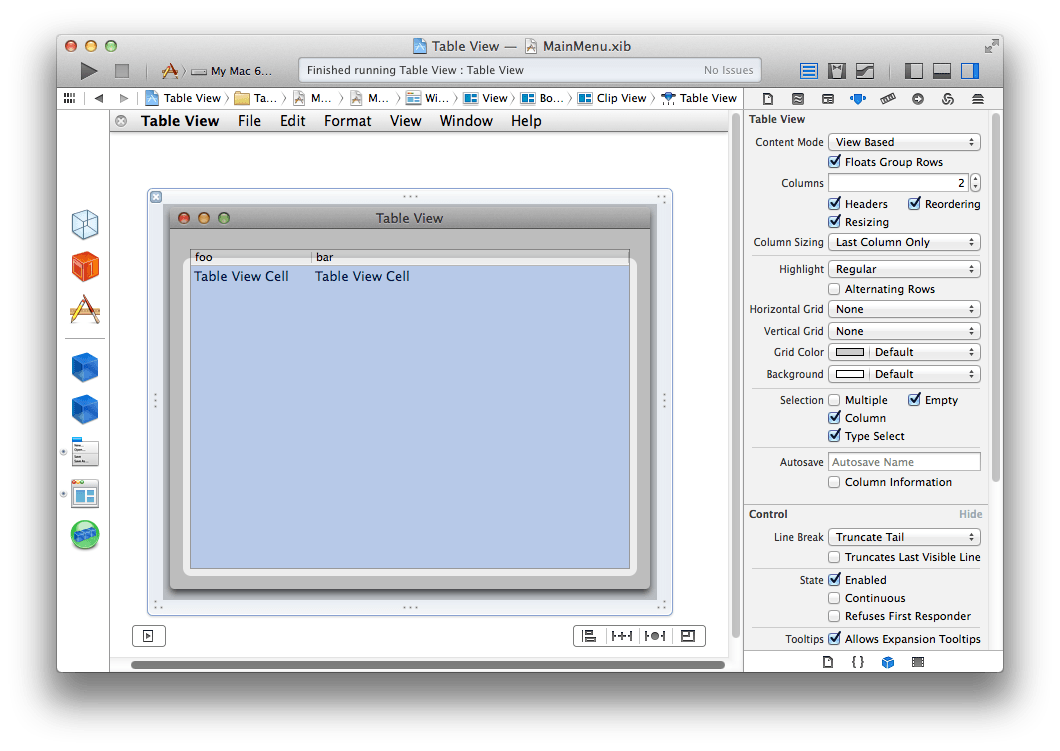 Table View — MainMenu.xib
My Mac 6...
Finished running Table View : Table View
No Issues
Table View Ta... M... M... Wi... View Bo... Clip View Table View
Table View File Edit Format View Window Help
Table View
foo bar
Table View Cell Table View Cell
Table View
Content Mode View Based
Floats Group Rows
Columns 2
Headers Reordering
Resizing
Column Sizing Last Column Only
Highlight Regular
Alternating Rows
Horizontal Grid None
Vertical Grid None
Grid Color Default
Background Default
Selection Multiple Empty
Column
Type Select
Autosave Autosave Name
Column Information
Control Hide
Line Break Truncate Tail
Truncates Last Visible Line
State Enabled
Continuous
Refuses First Responder
Tooltips Allows Expansion Tooltips